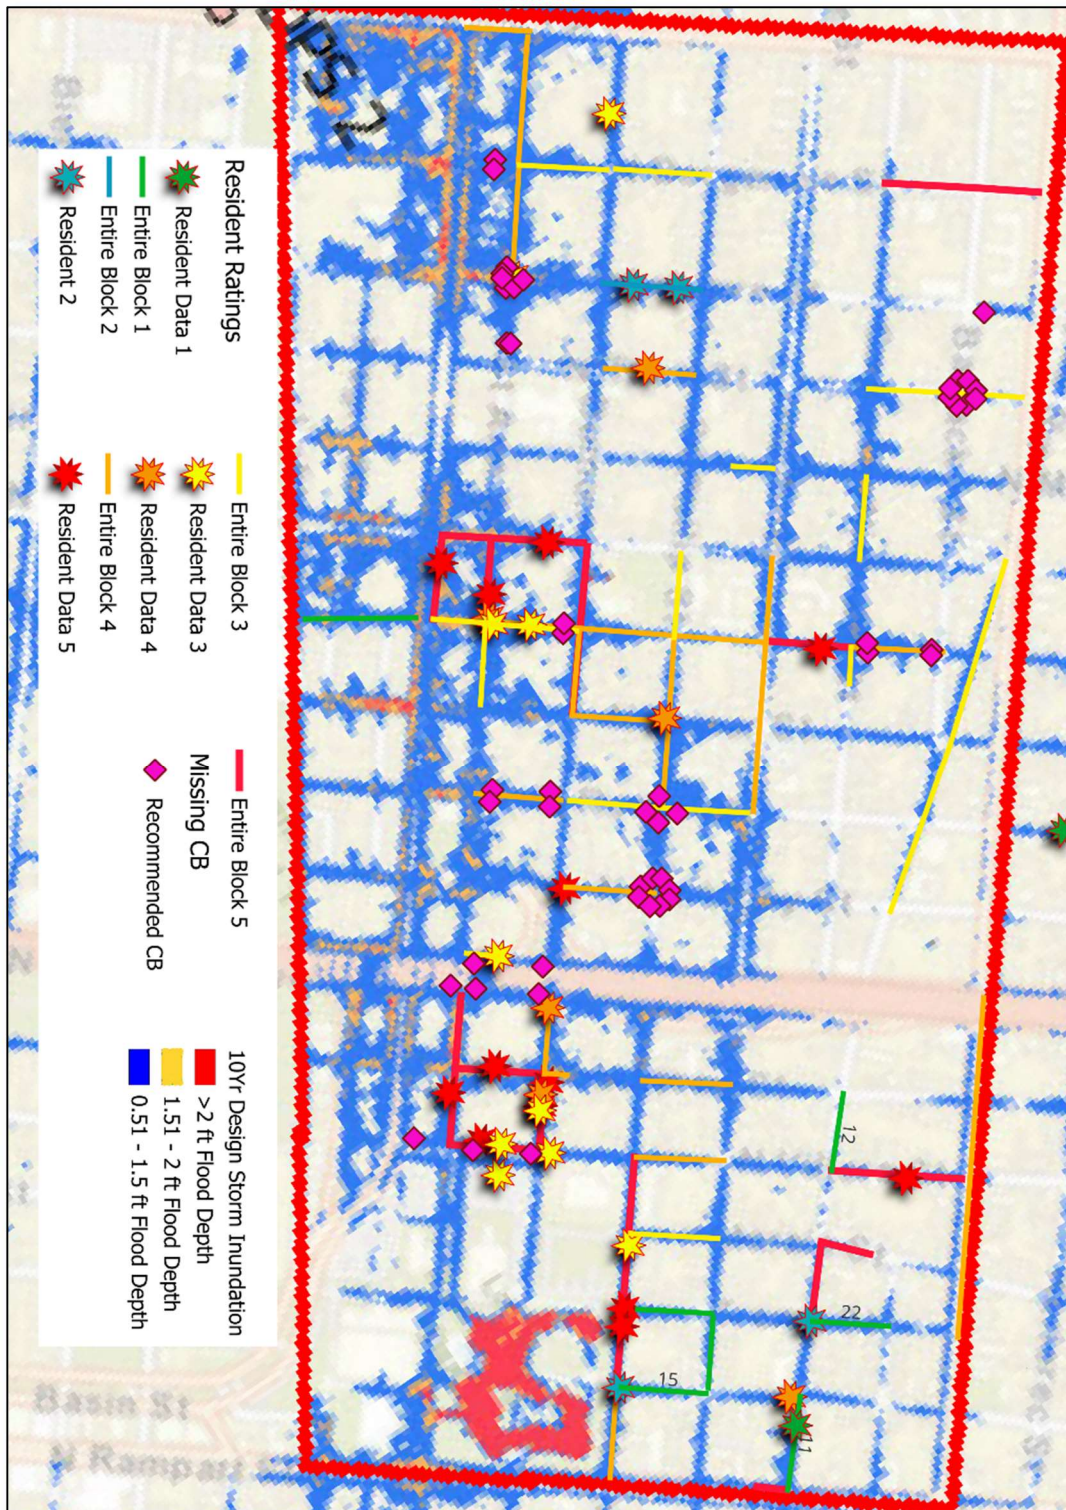 PS
Resident Ratings
Resident Data 1
Entire Block 1
Entire Block 2
Resident 2
Entire Block 3
Resident Data 3
Resident Data 4
Entire Block 4
Resident Data 5
Entire Block 5
Missing CB
Recommended CB
10Yr Design Storm Inundation
>2 ft Flood Depth
1.51 - 2 ft Flood Depth
0.51 - 1.5 ft Flood Depth
12
22
15
11